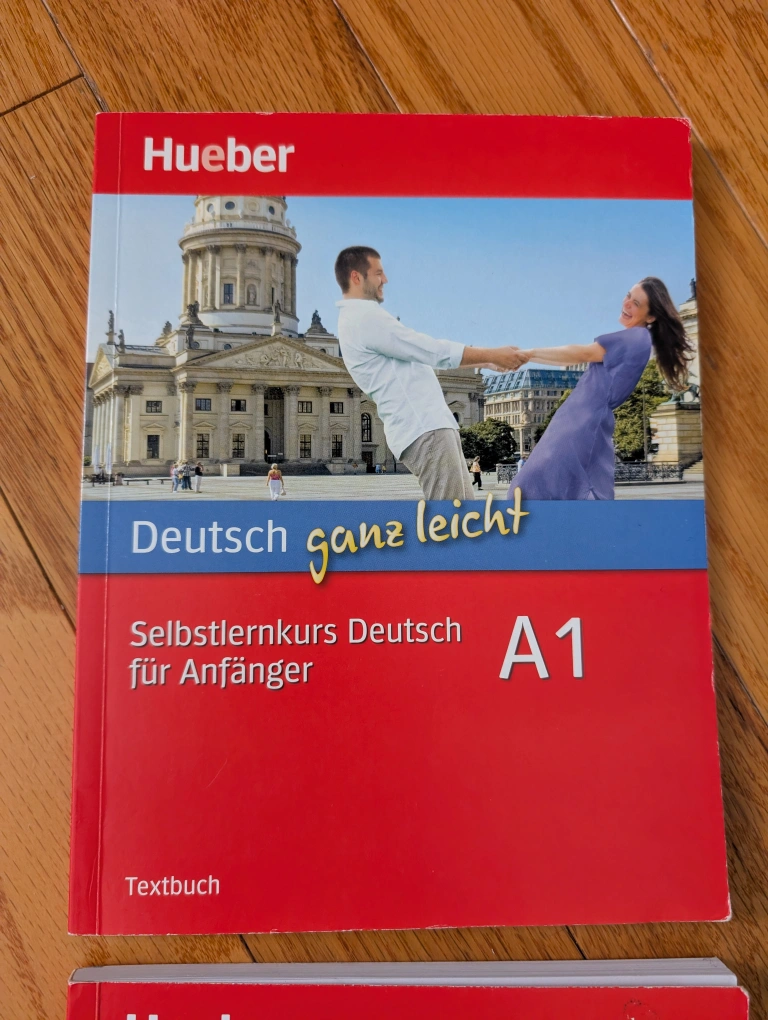 Hueber
Deutsch ganz leicht
Selbstlernkurs Deutsch
für Anfänger
A1
Textbuch